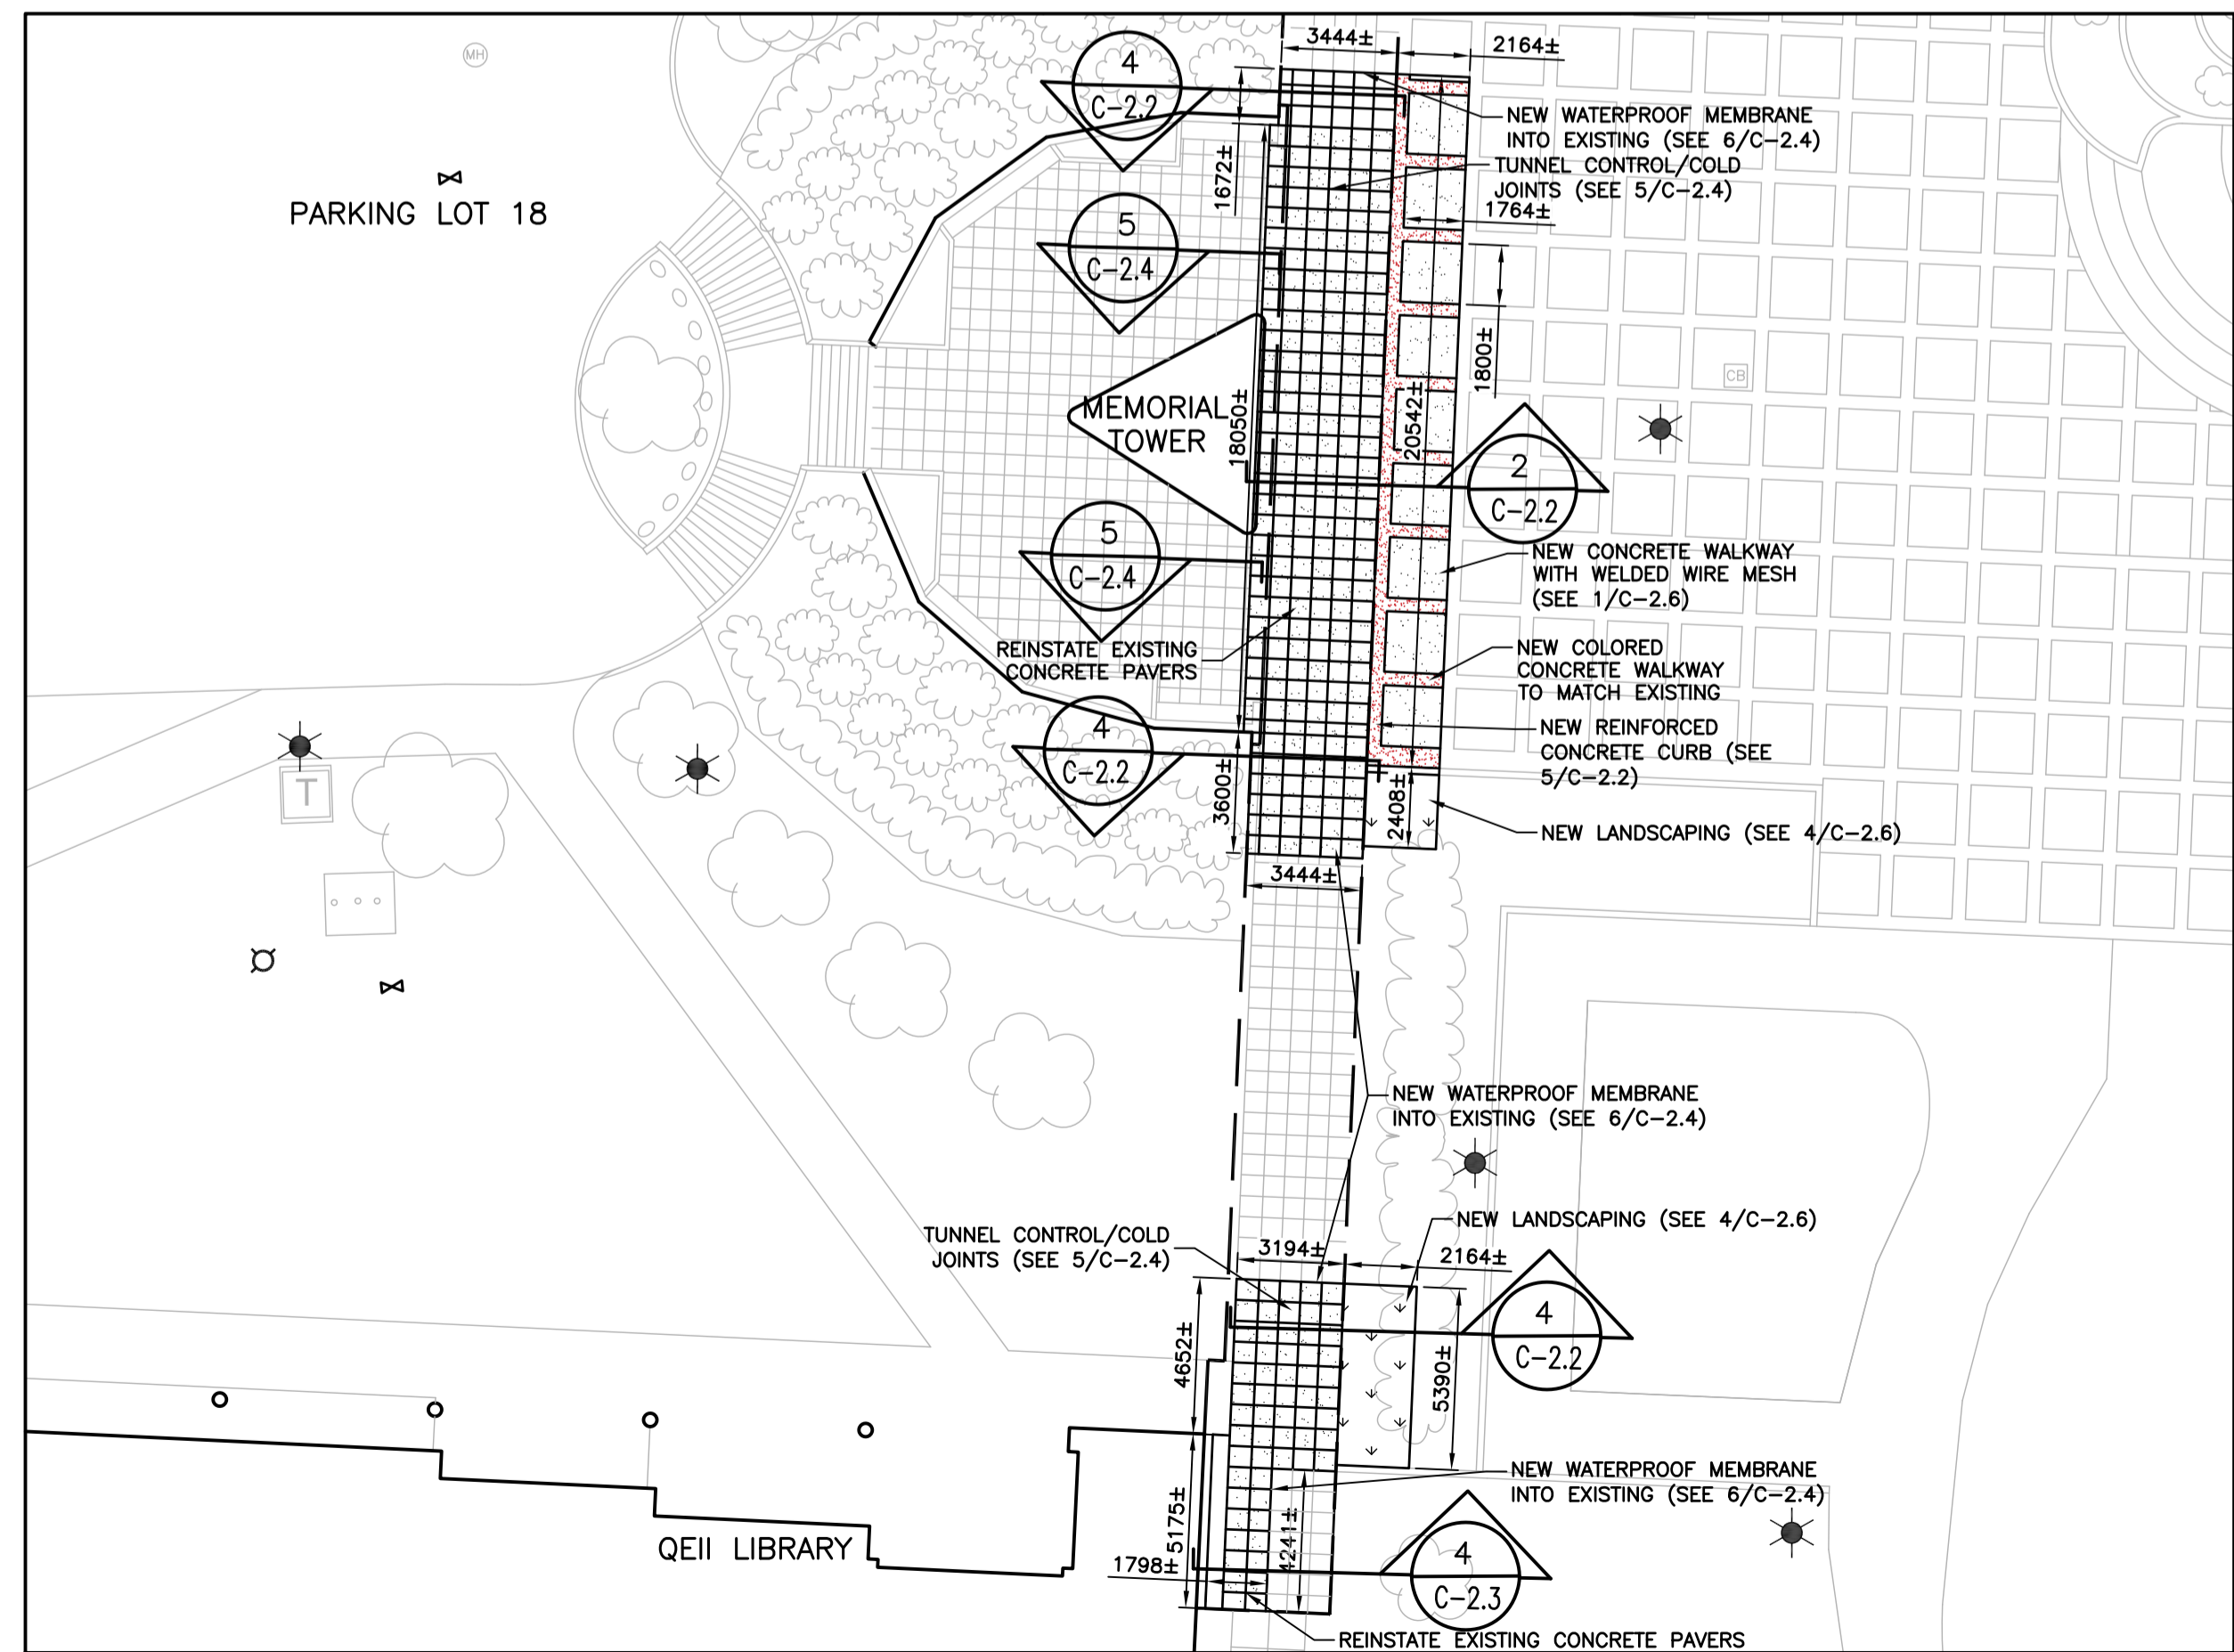 MH
PARKING LOT 18
4
C-2.2
3444±
2164±
NEW WATERPROOF MEMBRANE
INTO EXISTING (SEE 6/C-2.4)
TUNNEL CONTROL/COLD
JOINTS (SEE 5/C-2.4)
1672±
1764±
5
C-2.4
1800±
CB
MEMORIAL
TOWER
18050±
20542±
2
C-2.2
5
C-2.4
NEW CONCRETE WALKWAY
WITH WELDED WIRE MESH
(SEE 1/C-2.6)
REINSTATE EXISTING
CONCRETE PAVERS
NEW COLORED
CONCRETE WALKWAY
TO MATCH EXISTING
4
C-2.2
NEW REINFORCED
CONCRETE CURB (SEE
5/C-2.2)
T
3600±
2408±
NEW LANDSCAPING (SEE 4/C-2.6)
3444±
NEW WATERPROOF MEMBRANE
INTO EXISTING (SEE 6/C-2.4)
TUNNEL CONTROL/COLD
JOINTS (SEE 5/C-2.4)
NEW LANDSCAPING (SEE 4/C-2.6)
3194±
2164±
4652±
5390±
4
C-2.2
NEW WATERPROOF MEMBRANE
INTO EXISTING (SEE 6/C-2.4)
QEII LIBRARY
5175±
4241±
1798±
4
C-2.3
REINSTATE EXISTING CONCRETE PAVERS